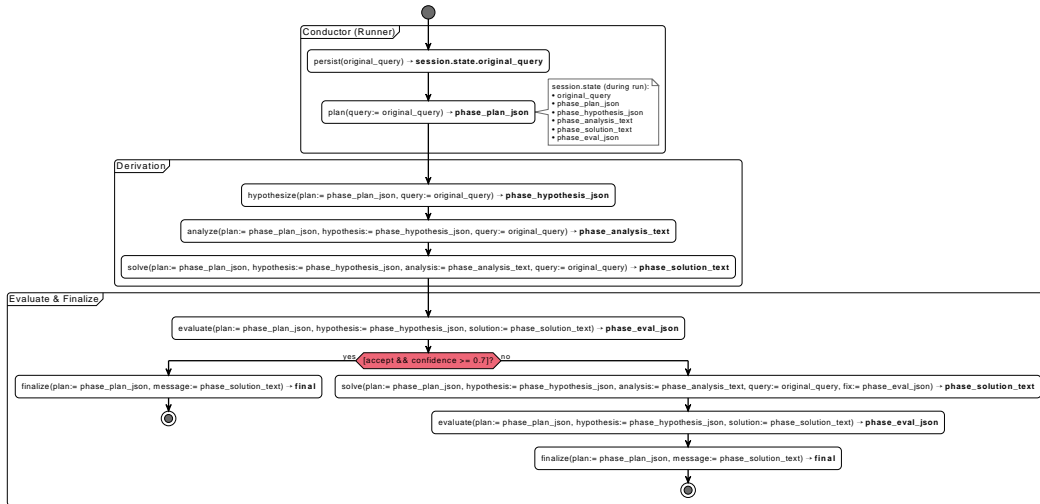 Conductor (Runner)
persist(original_query) → session.state.original_query
session.state (during run):
• original_query
• phase_plan_json
• phase_hypothesis_json
• phase_analysis_text
• phase_solution_text
• phase_eval_json
plan(query:= original_query) → phase_plan_json
Derivation
hypothesize(plan:= phase_plan_json, query:= original_query) → phase_hypothesis_json
analyze(plan:= phase_plan_json, hypothesis:= phase_hypothesis_json, query:= original_query) → phase_analysis_text
solve(plan:= phase_plan_json, hypothesis:= phase_hypothesis_json, analysis:= phase_analysis_text, query:= original_query) → phase_solution_text
Evaluate & Finalize
evaluate(plan:= phase_plan_json, hypothesis:= phase_hypothesis_json, solution:= phase_solution_text) → phase_eval_json
yes
[accept && confidence >= 0.7]?
no
finalize(plan:= phase_plan_json, message:= phase_solution_text) → final
solve(plan:= phase_plan_json, hypothesis:= phase_hypothesis_json, analysis:= phase_analysis_text, query:= original_query, fix:= phase_eval_json) → phase_solution_text
evaluate(plan:= phase_plan_json, hypothesis:= phase_hypothesis_json, solution:= phase_solution_text) → phase_eval_json
finalize(plan:= phase_plan_json, message:= phase_solution_text) → final